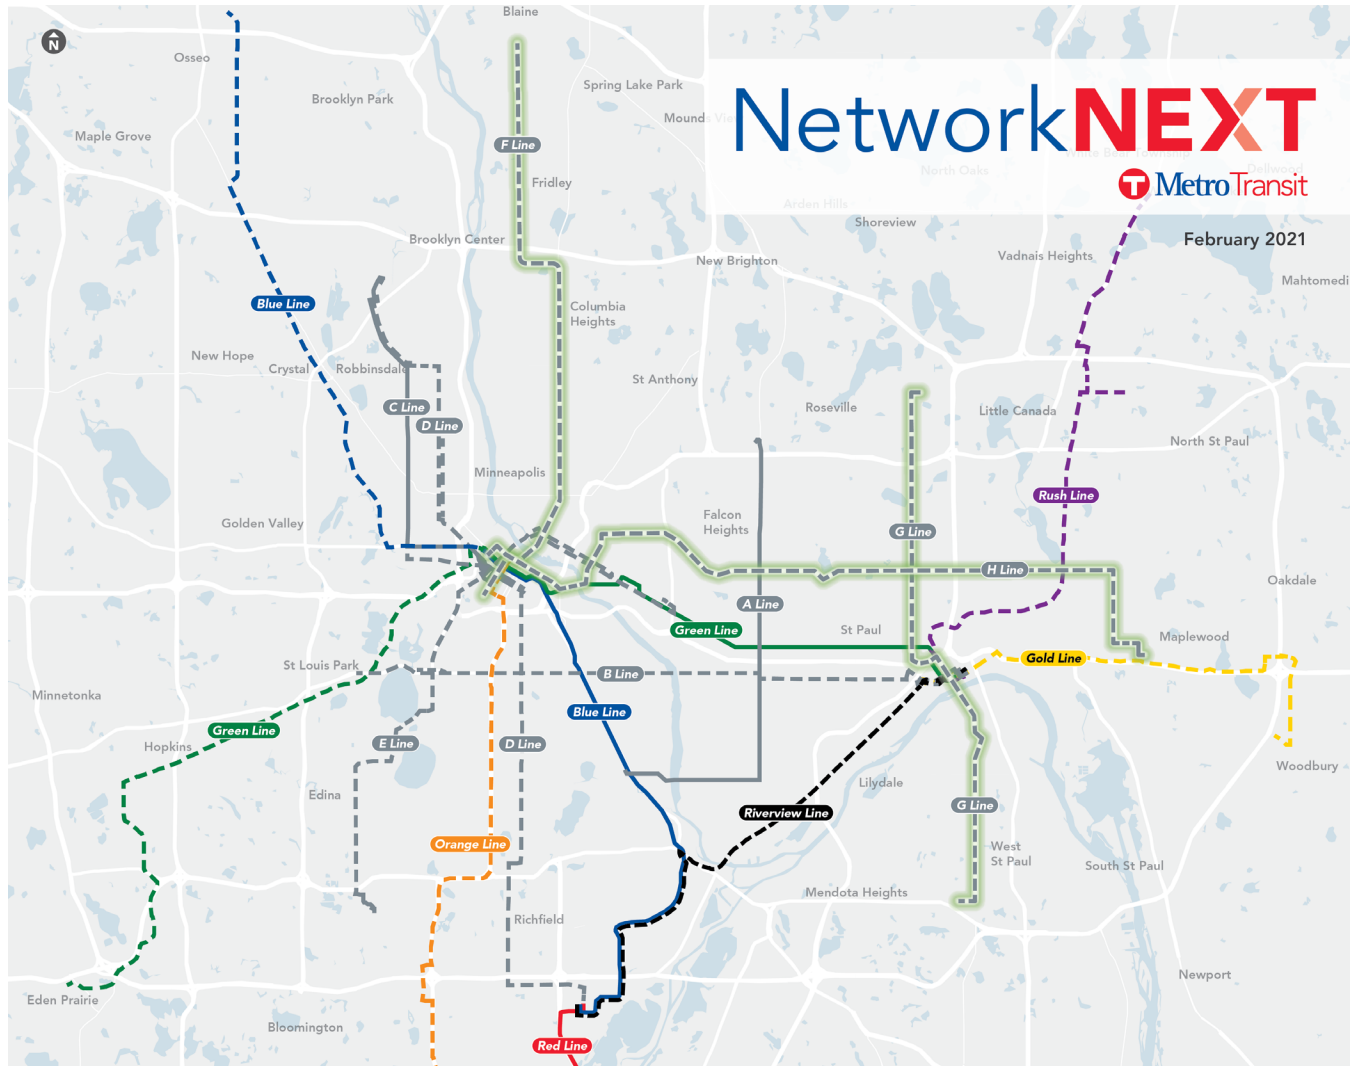 N
Blaine
Osseo
Spring Lake Park
Brooklyn Park
NetworkNEXT
Mounds View
Maple Grove
F Line
White Bear Township
North Oaks
Dellwood
T MetroTransit
Fridley
Arden Hills
Shoreview
February 2021
Brooklyn Center
New Brighton
Vadnais Heights
Mahtomedi
Blue Line
Columbia
Heights
New Hope
Crystal
Robbinsdale
St Anthony
C Line
Roseville
Little Canada
D Line
North St Paul
Minneapolis
Rush Line
Golden Valley
Falcon
Heights
G Line
H Line
Oakdale
A Line
Green Line
St Paul
Maplewood
Gold Line
St Louis Park
B Line
Minnetonka
Blue Line
Green Line
E Line
D Line
Hopkins
Woodbury
Lilydale
Edina
G Line
Riverview Line
Orange Line
West
St Paul
South St Paul
Mendota Heights
Richfield
Newport
Eden Prairie
Bloomington
Red Line